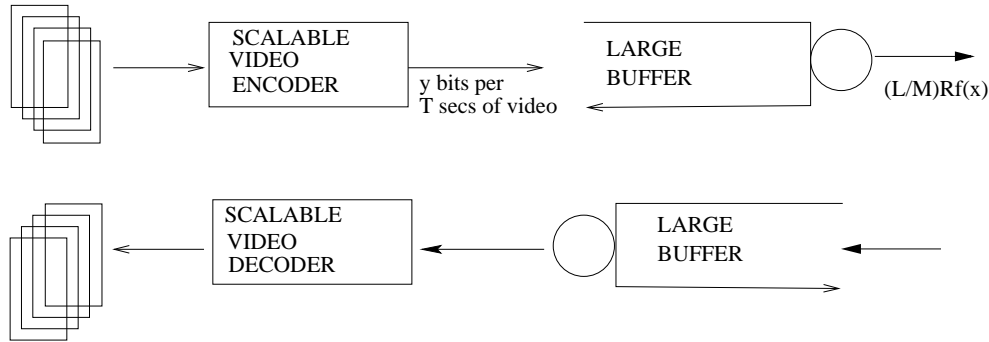 SCALABLE
VIDEO
ENCODER
y bits per
T secs of video
LARGE
BUFFER
(L/M)Rf(x)
SCALABLE
VIDEO
DECODER
LARGE
BUFFER